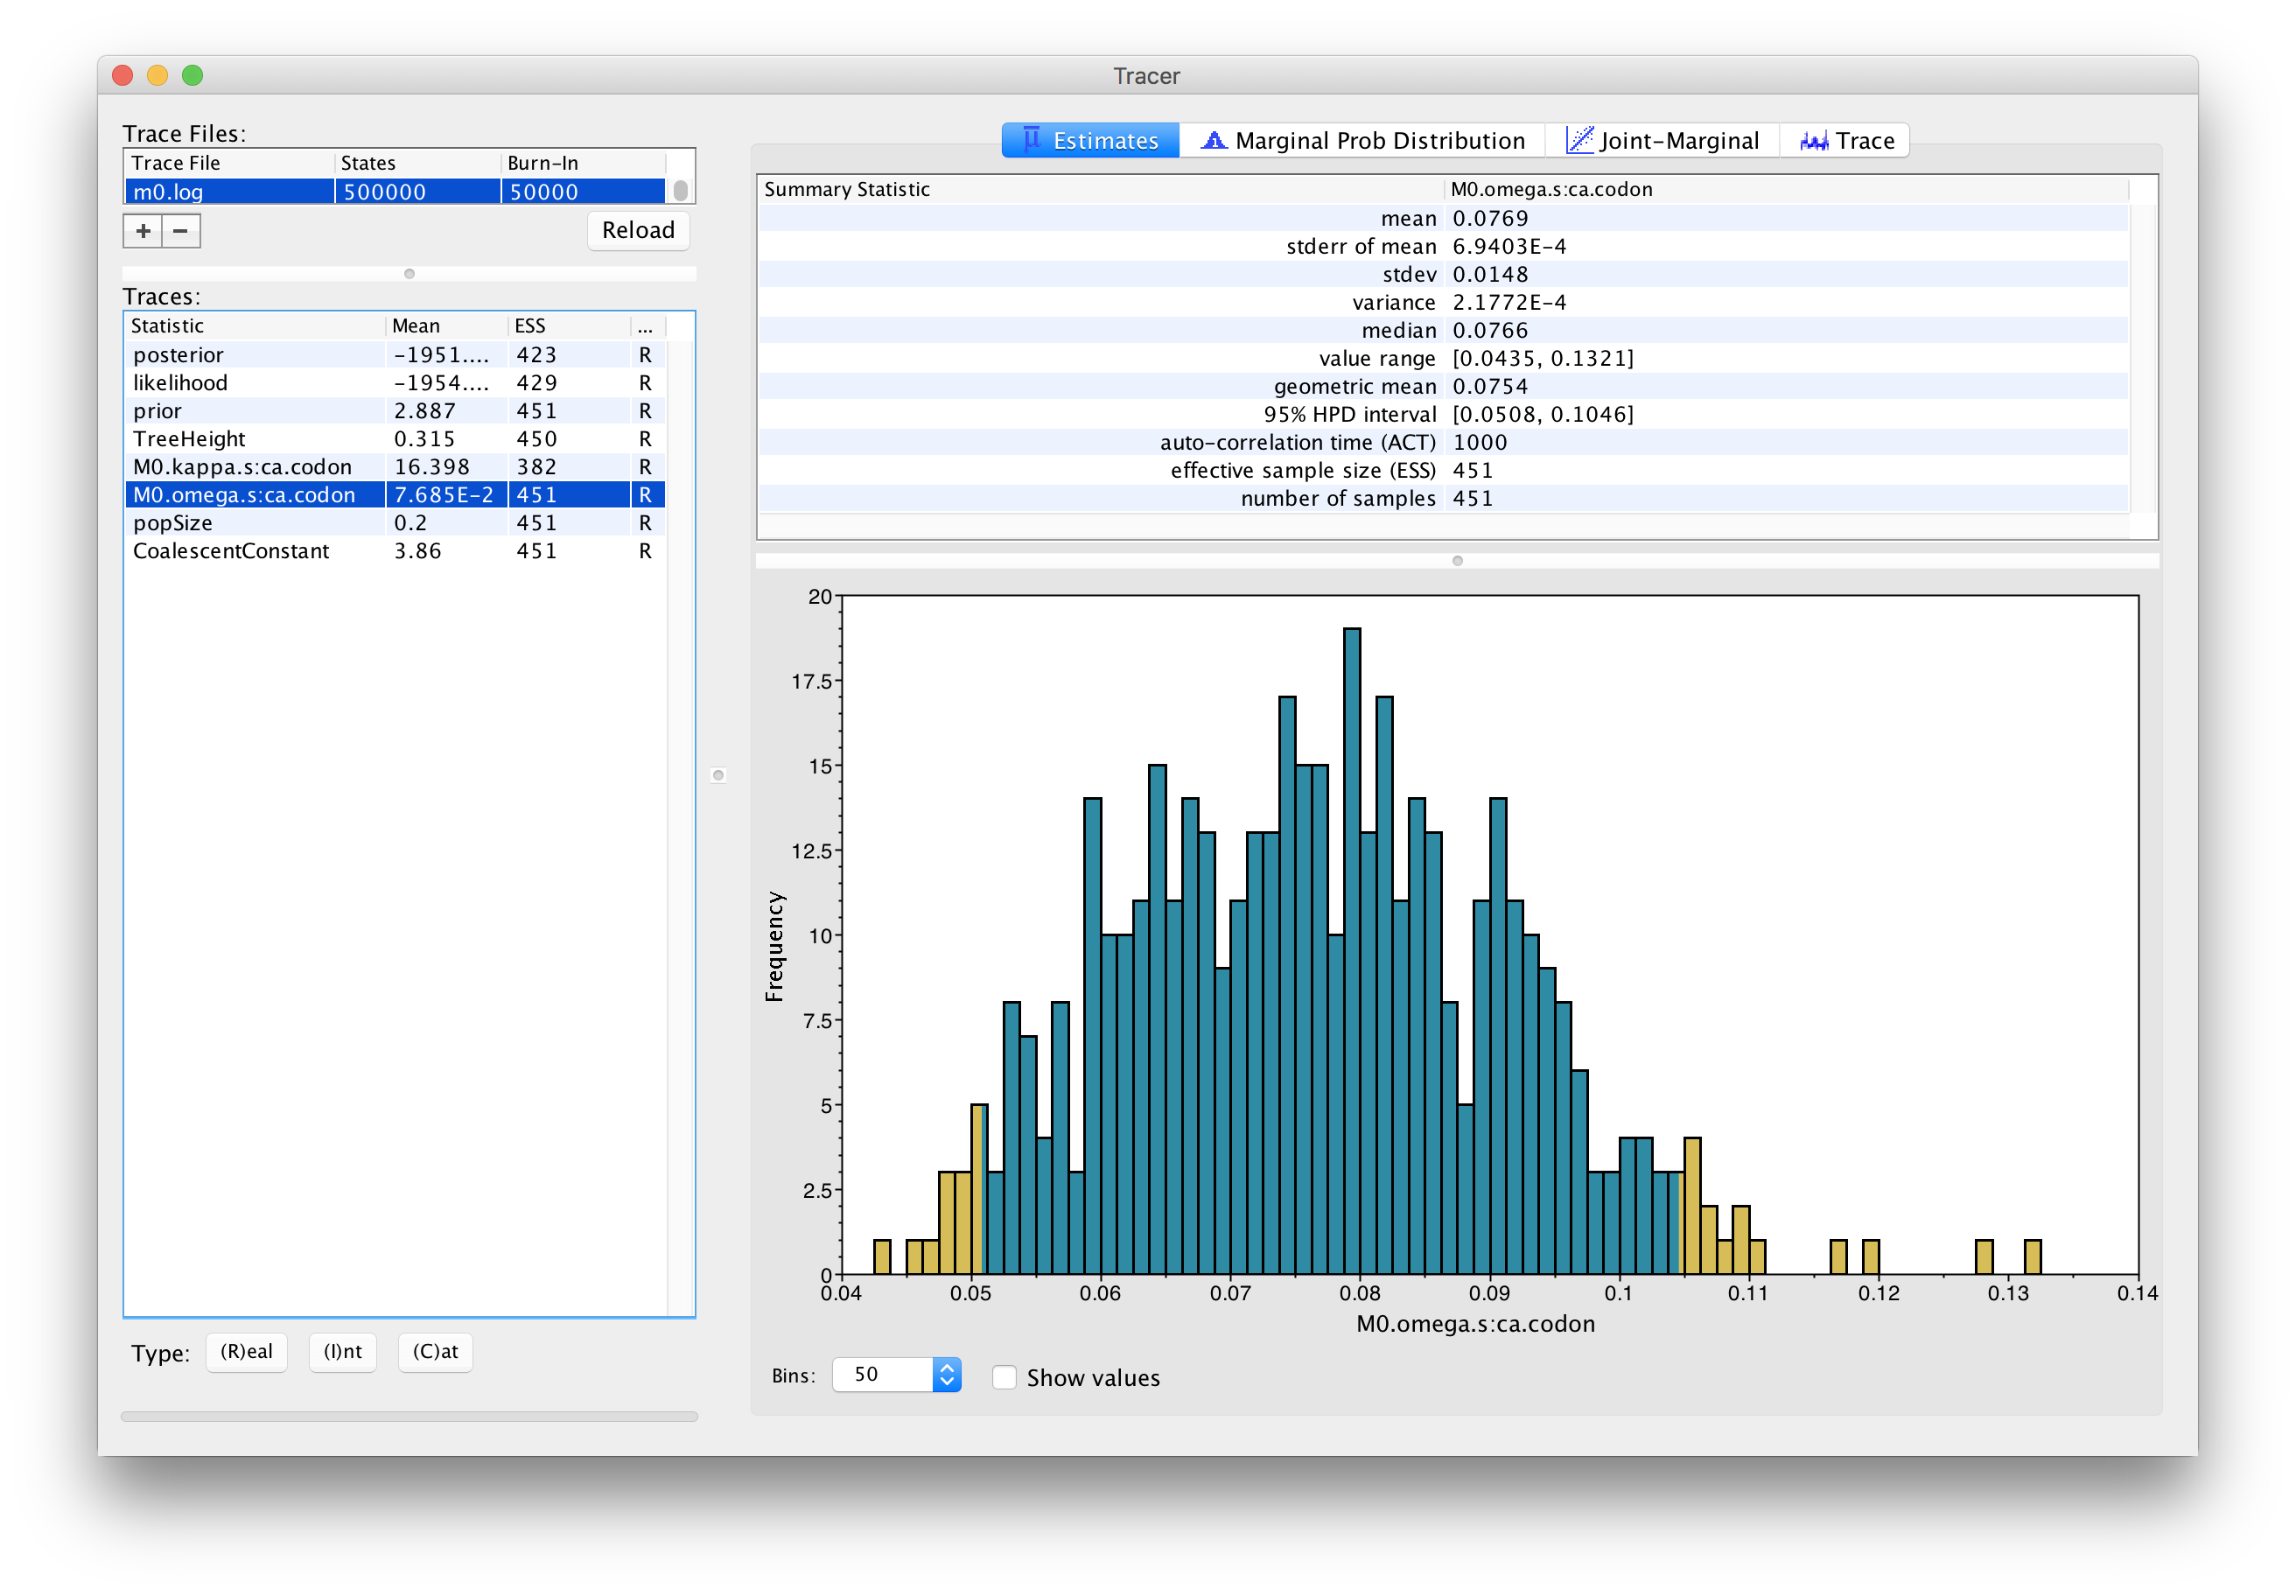 Tracer
Trace Files:
Trace File States Burn-In
m0.log 500000 50000
+ −
Reload
Traces:
Statistic Mean ESS ...
posterior -1951.... 423 R
likelihood -1954.... 429 R
prior 2.887 451 R
TreeHeight 0.315 450 R
M0.kappa.s:ca.codon 16.398 382 R
M0.omega.s:ca.codon 7.685E-2 451 R
popSize 0.2 451 R
CoalescentConstant 3.86 451 R
Type: (R)eal (I)nt (C)at
Estimates Marginal Prob Distribution Joint-Marginal Trace
Summary Statistic M0.omega.s:ca.codon
mean 0.0769
stderr of mean 6.9403E-4
stdev 0.0148
variance 2.1772E-4
median 0.0766
value range [0.0435, 0.1321]
geometric mean 0.0754
95% HPD interval [0.0508, 0.1046]
auto-correlation time (ACT) 1000
effective sample size (ESS) 451
number of samples 451
20
17.5
15
12.5
10
7.5
5
2.5
0
Frequency
0.04 0.05 0.06 0.07 0.08 0.09 0.1 0.11 0.12 0.13 0.14
M0.omega.s:ca.codon
Bins: 50 Show values